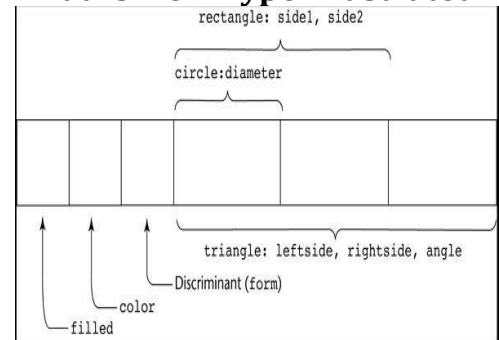 rectangle: side1, side2
circle:diameter
triangle: leftside, rightside, angle
Discriminant (form)
color
filled